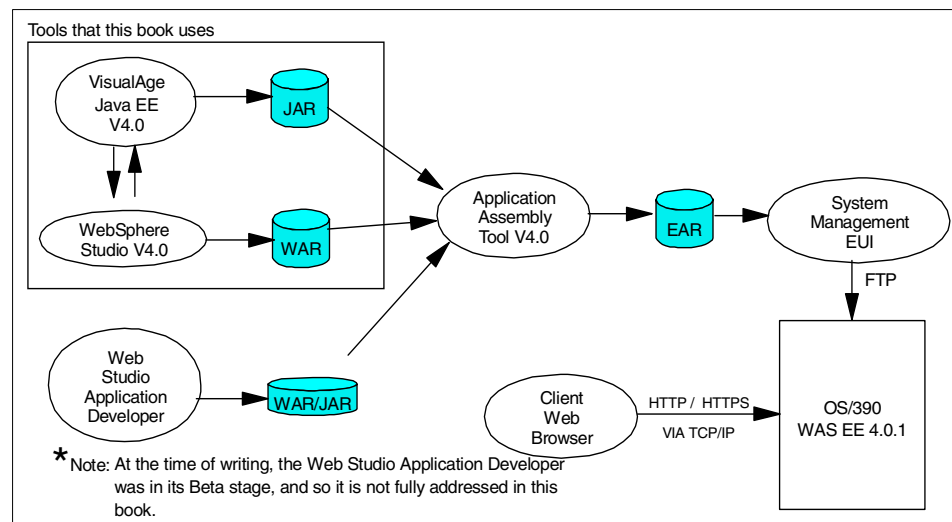 Tools that this book uses
VisualAge
Java EE
V4.0
JAR
WebSphere
Studio V4.0
WAR
Application
Assembly
Tool V4.0
EAR
System
Management
EUI
FTP
Web
Studio
Application
Developer
WAR/JAR
Client
Web
Browser
HTTP / HTTPS
VIA TCP/IP
OS/390
WAS EE 4.0.1
*Note: At the time of writing, the Web Studio Application Developer
was in its Beta stage, and so it is not fully addressed in this
book.